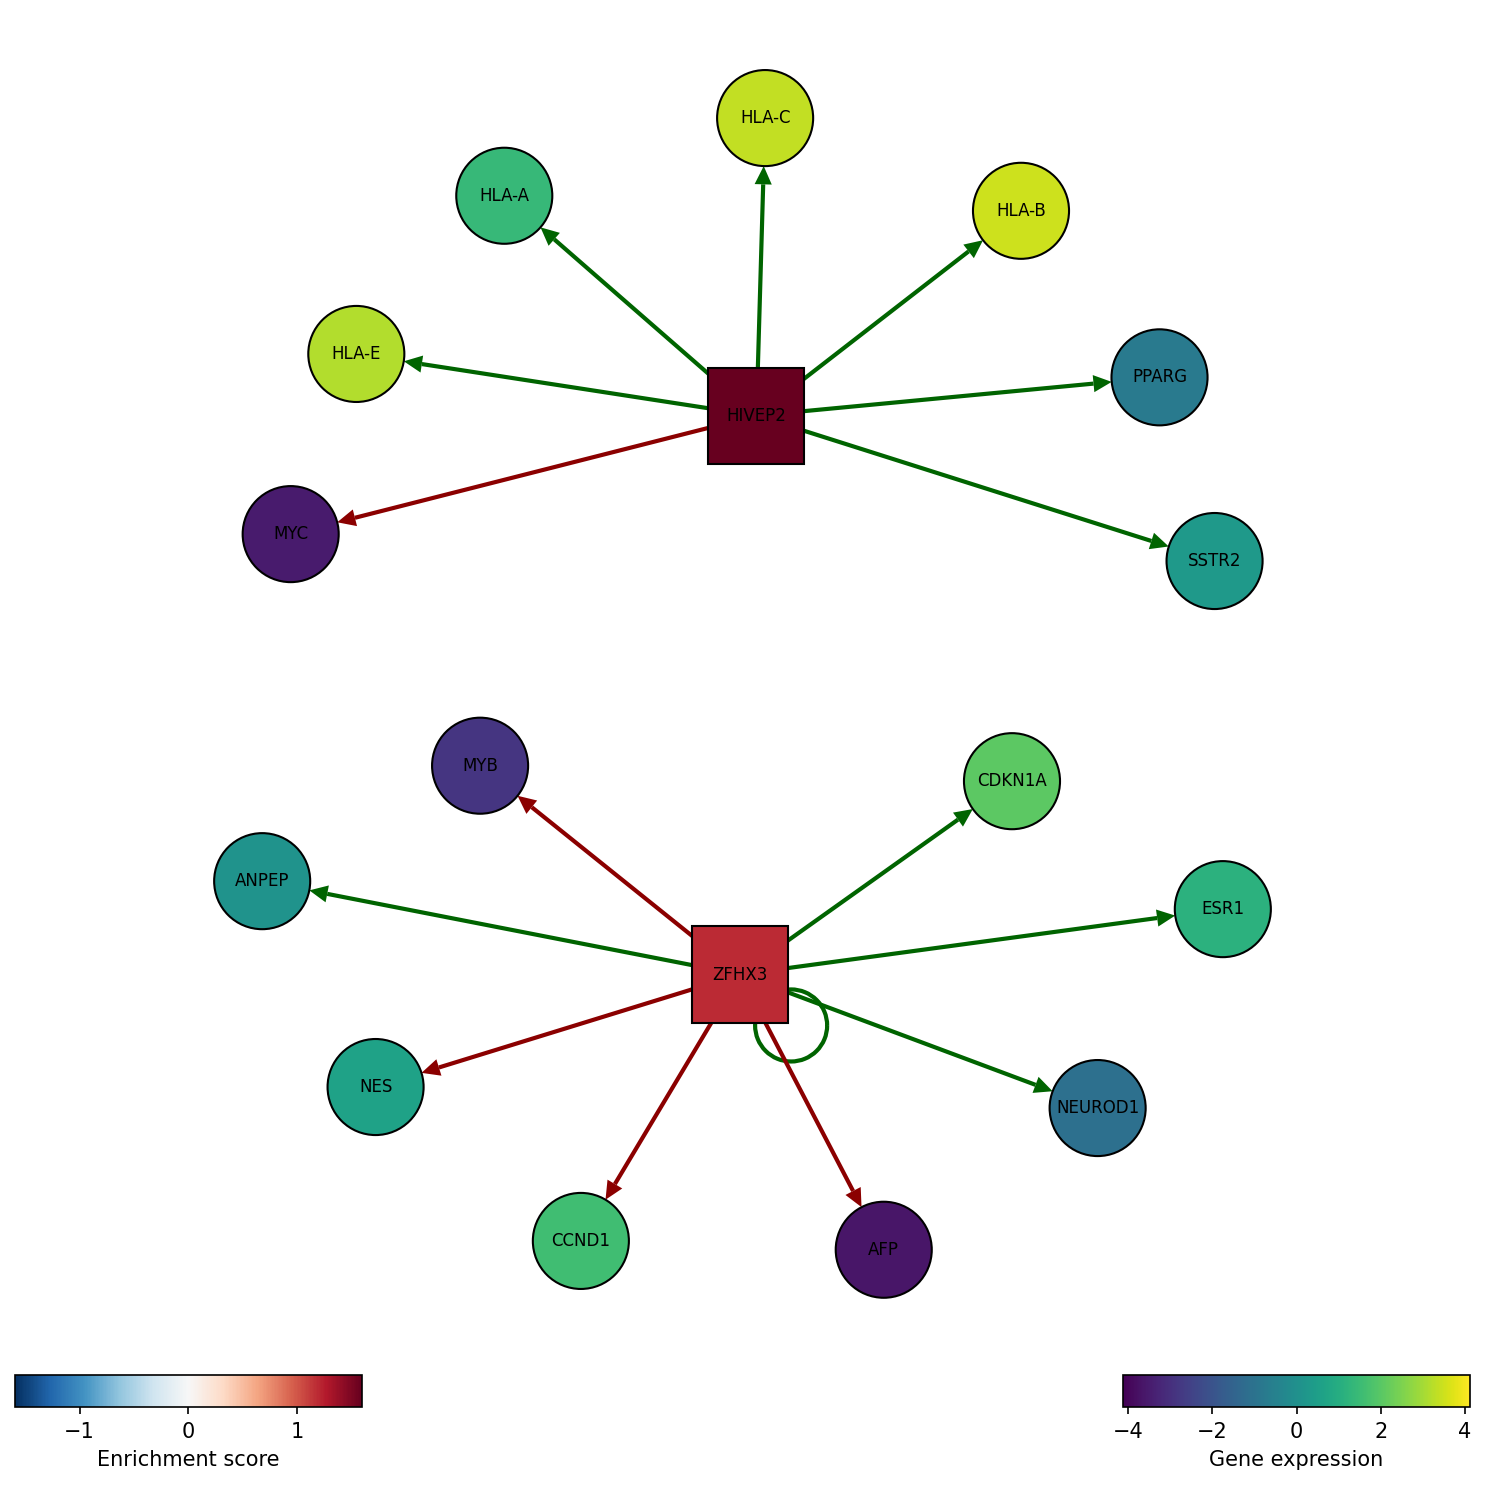 HLA-C
HLA-A
HLA-B
HLA-E
PPARG
HIVEP2
MYC
SSTR2
MYB
CDKN1A
ANPEP
ESR1
ZFHX3
NES
NEUROD1
CCND1
AFP
−1 0 1
Enrichment score
−4 −2 0 2 4
Gene expression